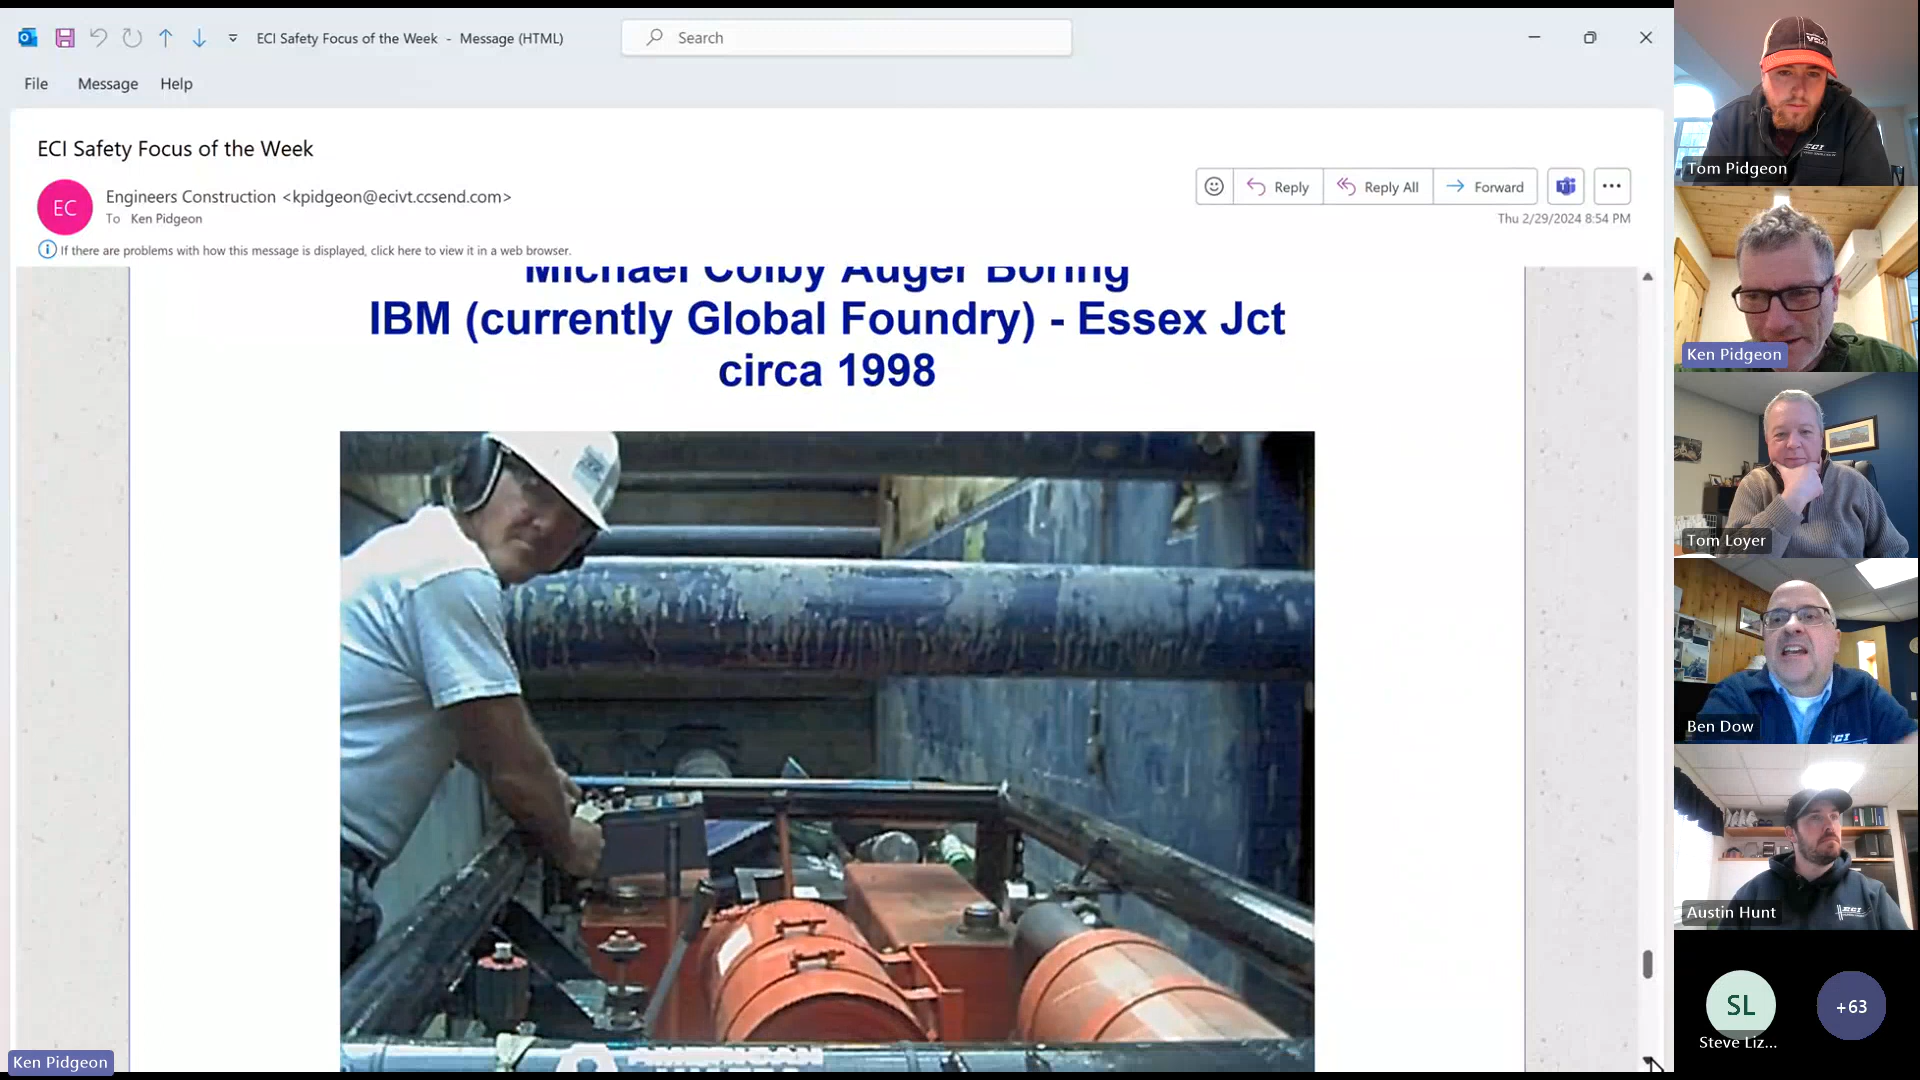 ECI Safety Focus of the Week - Message (HTML)
Search
File Message Help
ECI Safety Focus of the Week
EC
Engineers Construction <kpidgeon@ecivt.ccsend.com>
To Ken Pidgeon
Reply
Reply All
Forward
Thu 2/29/2024 8:54 PM
If there are problems with how this message is displayed, click here to view it in a web browser.
Michael Colby Auger Boring
IBM (currently Global Foundry) - Essex Jct
circa 1998
Ken Pidgeon
Tom Pidgeon
ECI
Ken Pidgeon
Tom Loyer
Ben Dow
ECI
Austin Hunt
ECI
SL
Steve Liz...
+63